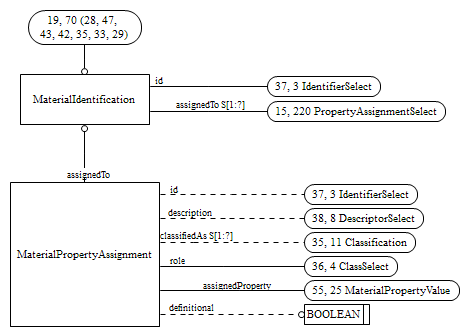 19, 70 (28, 47,
43, 42, 35, 33, 29)
MaterialIdentification
id
37, 3 IdentifierSelect
assignedTo S[1:?]
15, 220 PropertyAssignmentSelect
assignedTo
MaterialPropertyAssignment
id
37, 3 IdentifierSelect
description
38, 8 DescriptorSelect
classifiedAs S[1:?]
35, 11 Classification
role
36, 4 ClassSelect
assignedProperty
55, 25 MaterialPropertyValue
definitional
BOOLEAN